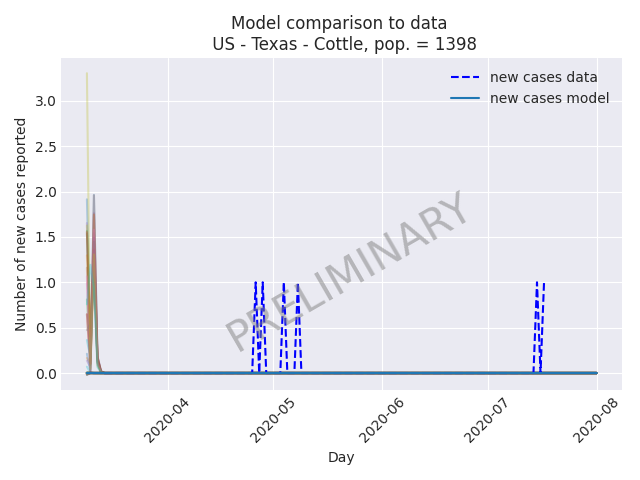 Model comparison to data
US - Texas - Cottle, pop. = 1398
new cases data
new cases model
Number of new cases reported
3.0
2.5
2.0
1.5
1.0
0.5
0.0
PRELIMINARY
2020-04
2020-05
2020-06
2020-07
2020-08
Day